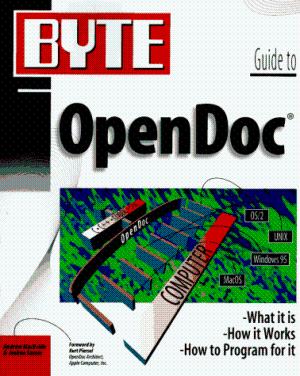 BYTE
Guide to
OpenDoc®
OpenDoc
COMPUTER
OS/2
UNIX
Windows 95
MacOS
-What it is
-How it Works
-How to Program for it
Foreword by
Kurt Piersol
OpenDoc Architect,
Apple Computer, Inc.